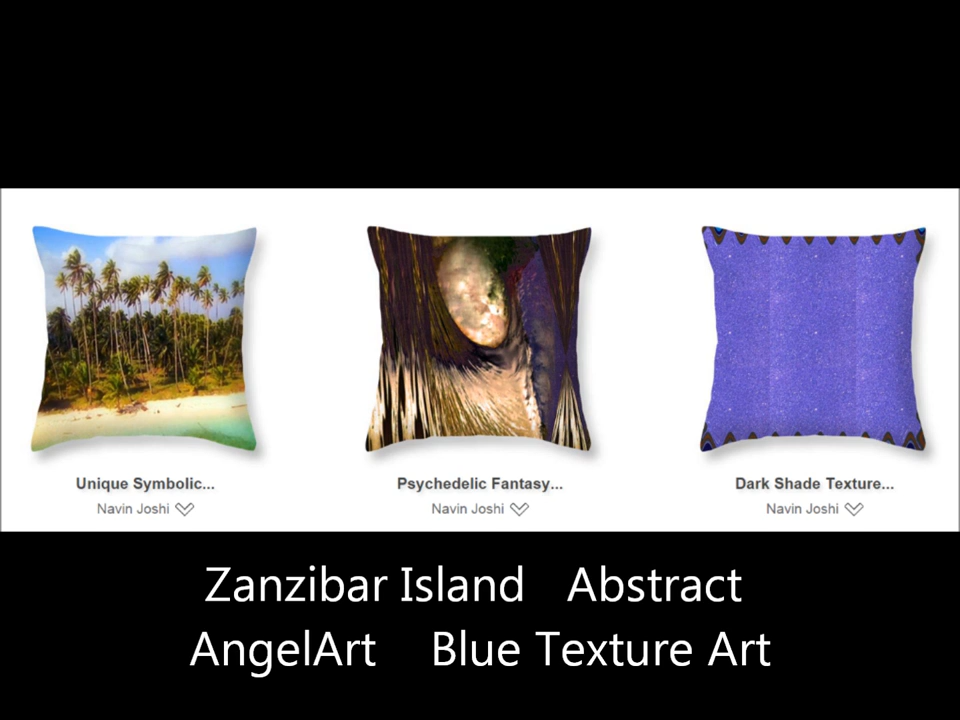 Unique Symbolic... Psychedelic Fantasy... Dark Shade Texture...
Navin Joshi Navin Joshi Navin Joshi
Zanzibar Island Abstract
AngelArt Blue Texture Art